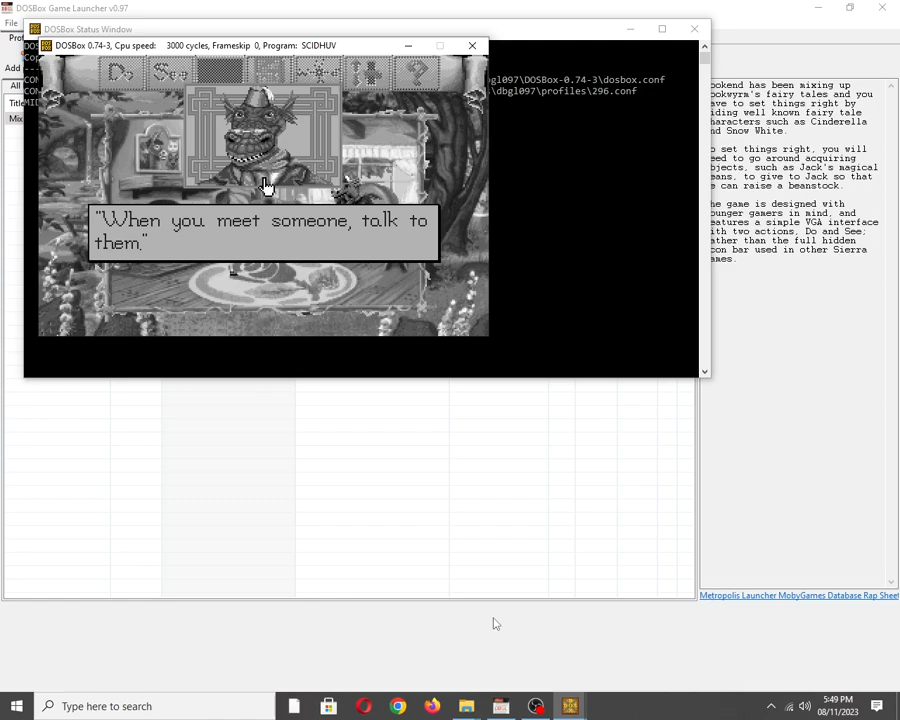 DOSBox Game Launcher v0.97
File
DOSBox Status Window
DOSBox 0.74-3, Cpu speed: 3000 cycles, Frameskip 0, Program: SCIDHUV
Do See ?
"When you meet someone, talk to
them."
Add
All
Title
Mix
bgl097\DOSBox-0.74-3\dosbox.conf
\dbgl097\profiles\296.conf
ookend has been mixing up
ookwyrm's fairy tales and you
ave to set things right by
iding well known fairy tale
haracters such as Cinderella
nd Snow White.
o set things right, you will
eed to go around acquiring
bjects, such as Jack's magical
eans, to give to Jack so that
e can raise a beanstock.
he game is designed with
ounger gamers in mind, and
eatures a simple VGA interface
ith two actions, Do and See;
ather than the full hidden
con bar used in other Sierra
ames.
Metropolis Launcher MobyGames Database Rap Sheet
Type here to search
5:49 PM
08/11/2023